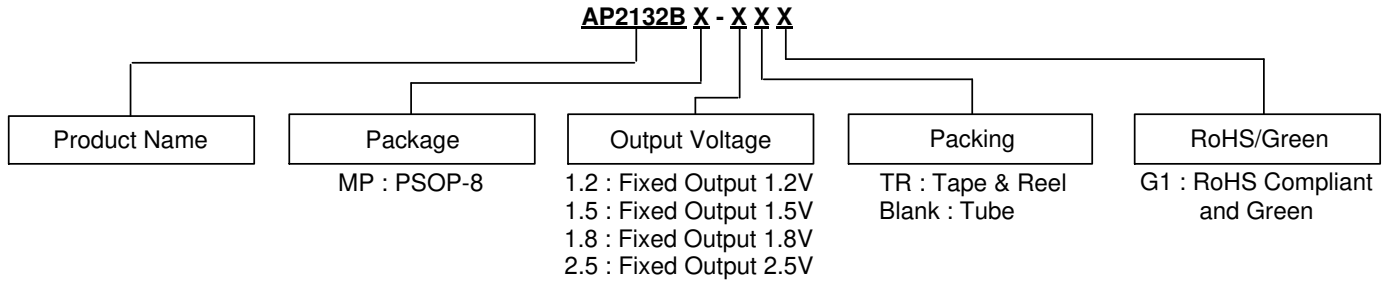 AP2132B X - X X X
Product Name
Package
Output Voltage
Packing
RoHS/Green
MP : PSOP-8
1.2 : Fixed Output 1.2V
1.5 : Fixed Output 1.5V
1.8 : Fixed Output 1.8V
2.5 : Fixed Output 2.5V
TR : Tape & Reel
Blank : Tube
G1 : RoHS Compliant
and Green